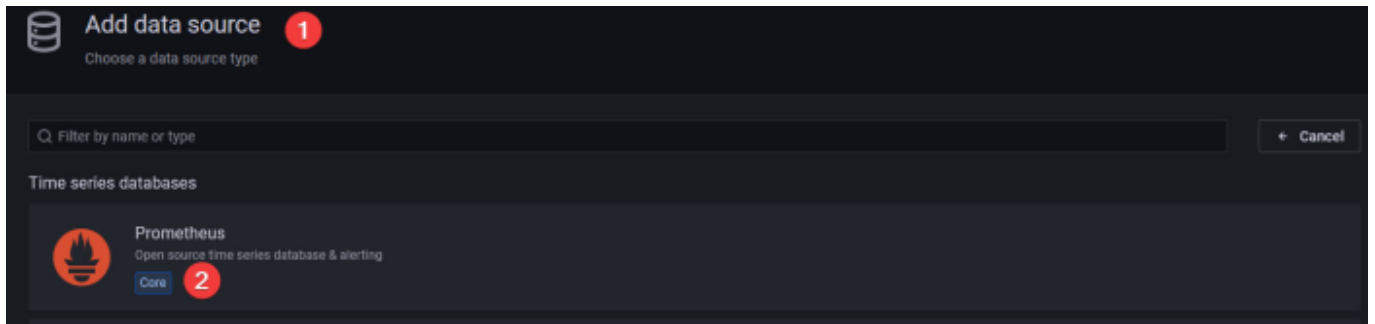 Add data source
1
Choose a data source type
Filter by name or type
Cancel
Time series databases
Prometheus
Open source time series database & alerting
Core
2